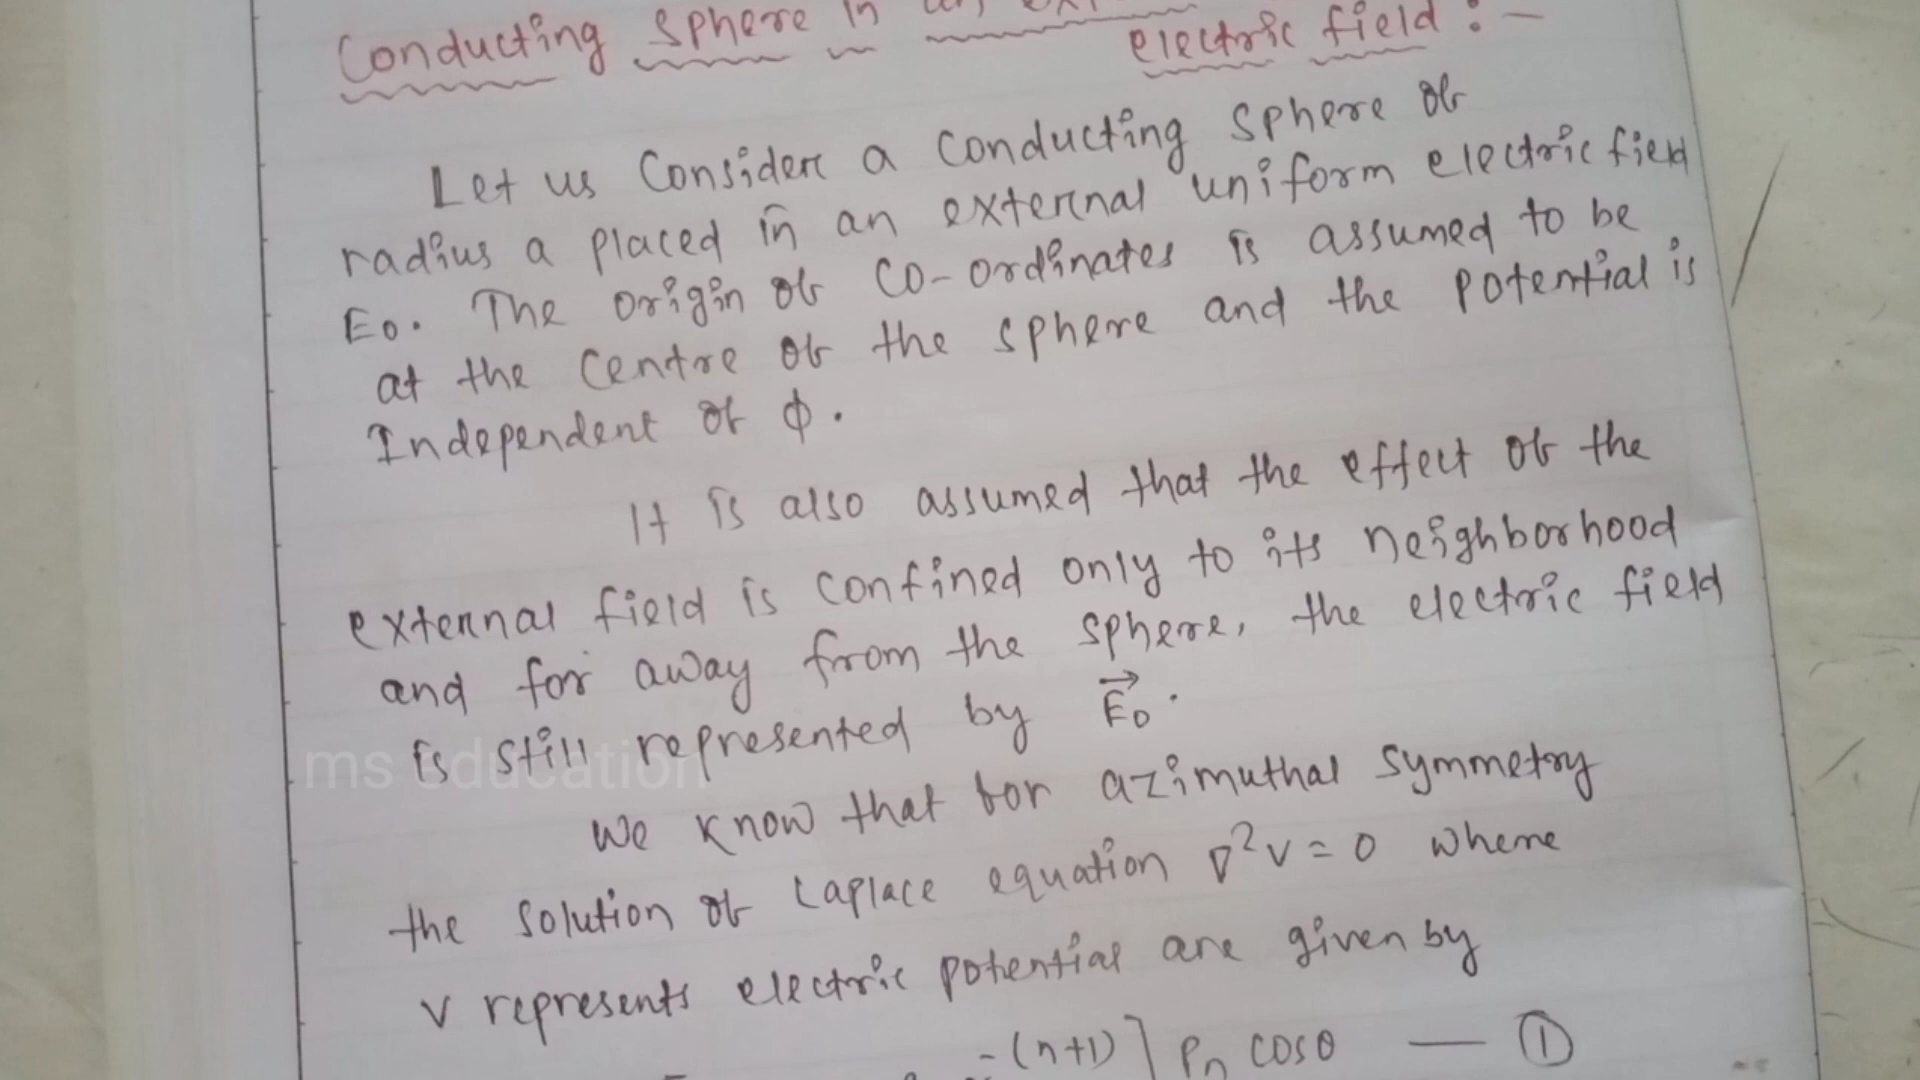 Conducting sphere in an
electric field : -
Let us Consider a conducting sphere of
radius a placed in an external uniform electric field
E0. The origin of co-ordinates is assumed to be
at the centre of the sphere and the potential is
Independent of φ.
It is also assumed that the effect of the
external field is confined only to its neighborhood
and for away from the sphere, the electric field
is still represented by E⃗0.
ms education
We know that for azimuthal symmetry
the solution of Laplace equation ∇²v = 0 where
v represents electric potential are given by
-(n+1) ] Pn cosθ — ①